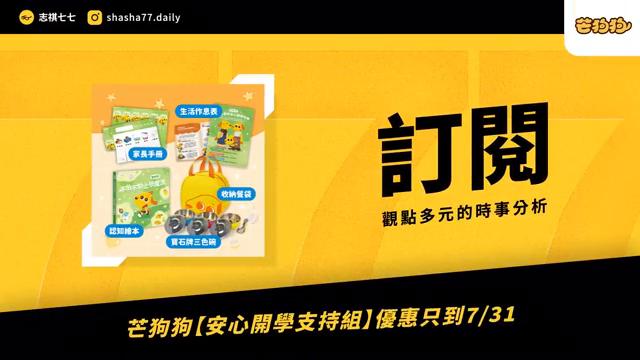 志祺七七
shasha77.daily
芒狗狗
生活作息表
家長手冊
收納餐袋
認知繪本
寶石牌三色碗
訂閱
觀點多元的時事分析
芒狗狗【安心開學支持組】優惠只到7/31